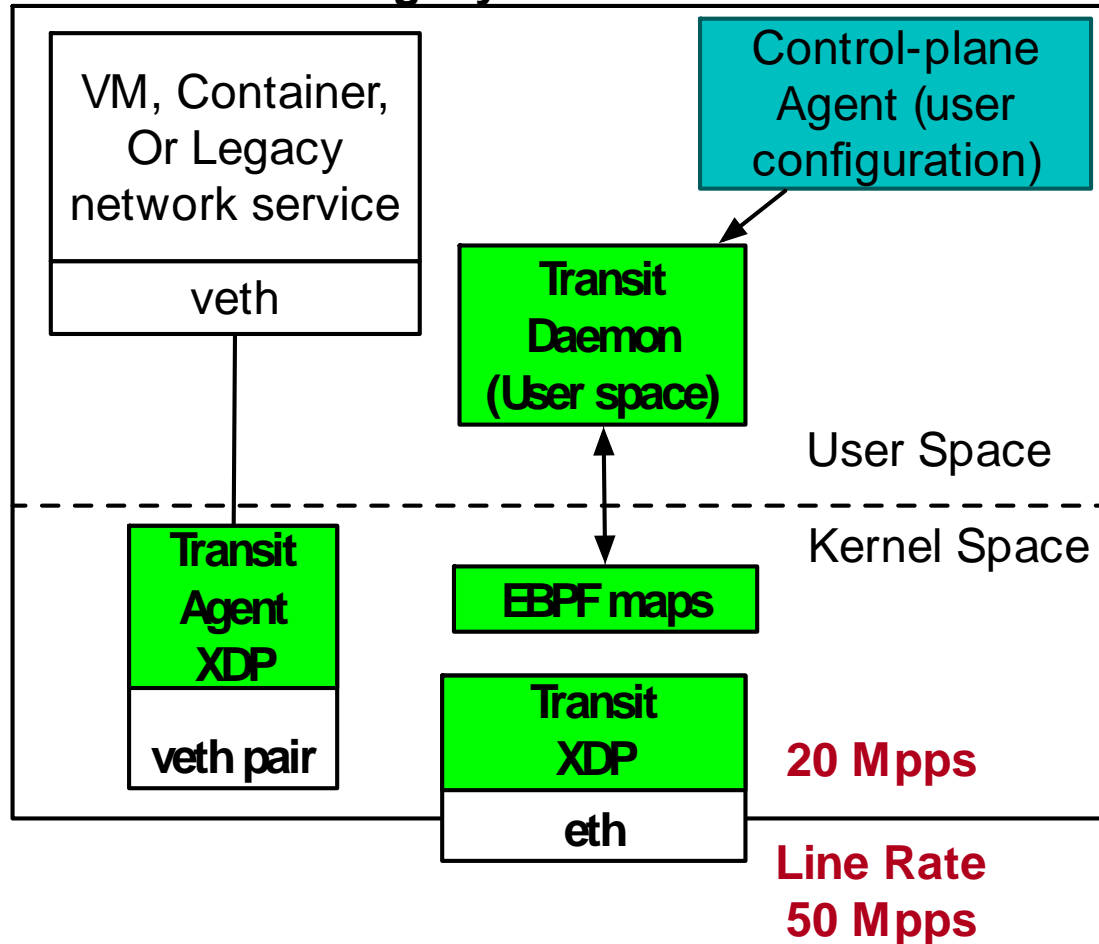 VM, Container,
Or Legacy
network service
veth
Control-plane
Agent (user
configuration)
Transit
Daemon
(User space)
User Space
Kernel Space
Transit
Agent
XDP
veth pair
EBPF maps
Transit
XDP
eth
20 Mpps
Line Rate
50 Mpps